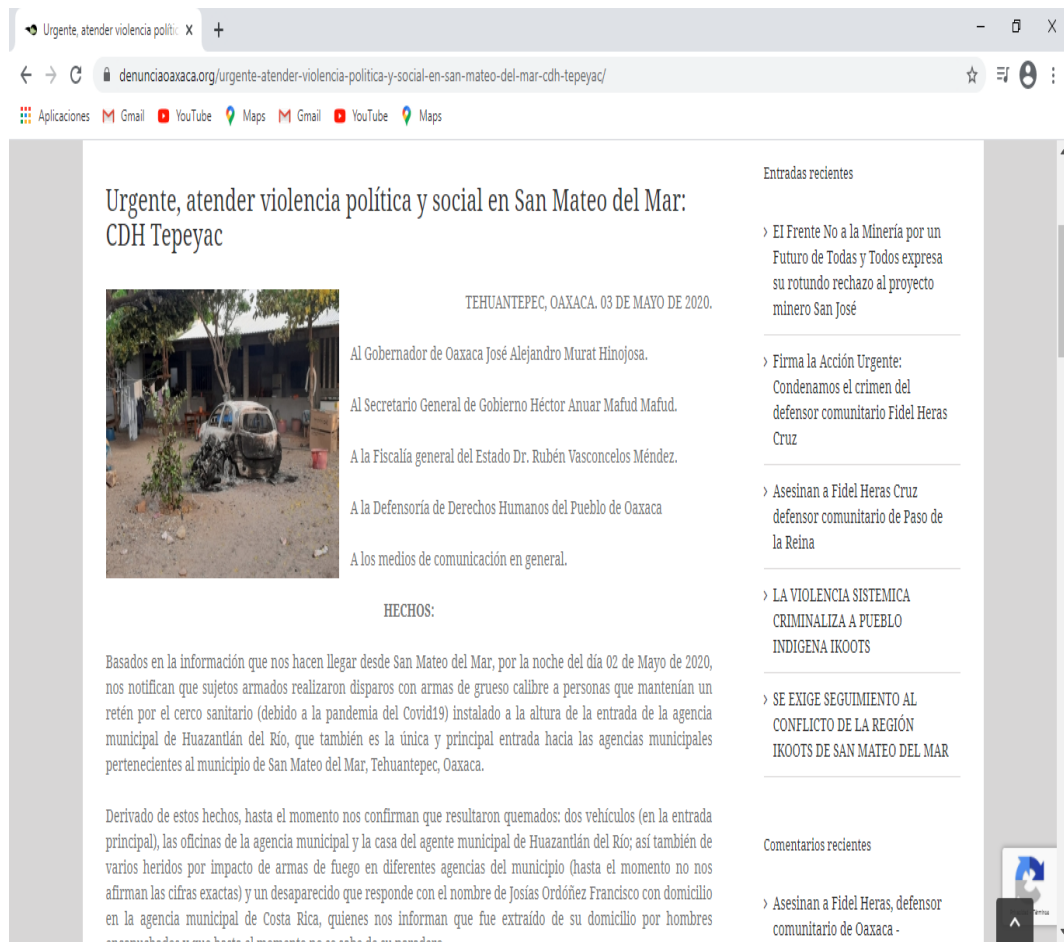 Urgente, atender violencia polític
denunciaoaxaca.org/urgente-atender-violencia-politica-y-social-en-san-mateo-del-mar-cdh-tepeyac/
Aplicaciones Gmail YouTube Maps Gmail YouTube Maps
Urgente, atender violencia política y social en San Mateo del Mar:
CDH Tepeyac
TEHUANTEPEC, OAXACA. 03 DE MAYO DE 2020.
Al Gobernador de Oaxaca José Alejandro Murat Hinojosa.
Al Secretario General de Gobierno Héctor Anuar Mafud Mafud.
A la Fiscalía general del Estado Dr. Rubén Vasconcelos Méndez.
A la Defensoría de Derechos Humanos del Pueblo de Oaxaca
A los medios de comunicación en general.
HECHOS:
Basados en la información que nos hacen llegar desde San Mateo del Mar, por la noche del día 02 de Mayo de 2020,
nos notifican que sujetos armados realizaron disparos con armas de grueso calibre a personas que mantenían un
retén por el cerco sanitario (debido a la pandemia del Covid19) instalado a la altura de la entrada de la agencia
municipal de Huazantlán del Río, que también es la única y principal entrada hacia las agencias municipales
pertenecientes al municipio de San Mateo del Mar, Tehuantepec, Oaxaca.
Derivado de estos hechos, hasta el momento nos confirman que resultaron quemados: dos vehículos (en la entrada
principal), las oficinas de la agencia municipal y la casa del agente municipal de Huazantlán del Río; así también de
varios heridos por impacto de armas de fuego en diferentes agencias del municipio (hasta el momento no nos
afirman las cifras exactas) y un desaparecido que responde con el nombre de Josías Ordóñez Francisco con domicilio
en la agencia municipal de Costa Rica, quienes nos informan que fue extraído de su domicilio por hombres
Entradas recientes
› El Frente No a la Minería por un
Futuro de Todas y Todos expresa
su rotundo rechazo al proyecto
minero San José
› Firma la Acción Urgente:
Condenamos el crimen del
defensor comunitario Fidel Heras
Cruz
› Asesinan a Fidel Heras Cruz
defensor comunitario de Paso de
la Reina
› LA VIOLENCIA SISTEMICA
CRIMINALIZA A PUEBLO
INDIGENA IKOOTS
› SE EXIGE SEGUIMIENTO AL
CONFLICTO DE LA REGIÓN
IKOOTS DE SAN MATEO DEL MAR
Comentarios recientes
› Asesinan a Fidel Heras, defensor
comunitario de Oaxaca -